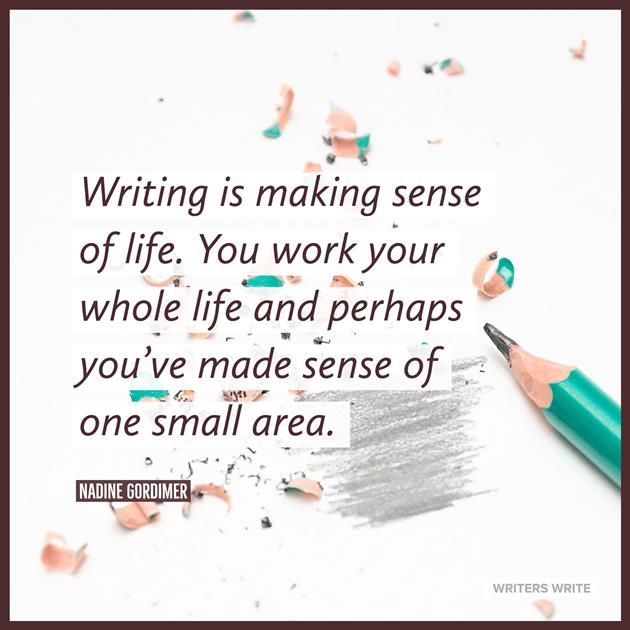 Writing is making sense
of life. You work your
whole life and perhaps
you’ve made sense of
one small area.
NADINE GORDIMER
WRITERS WRITE